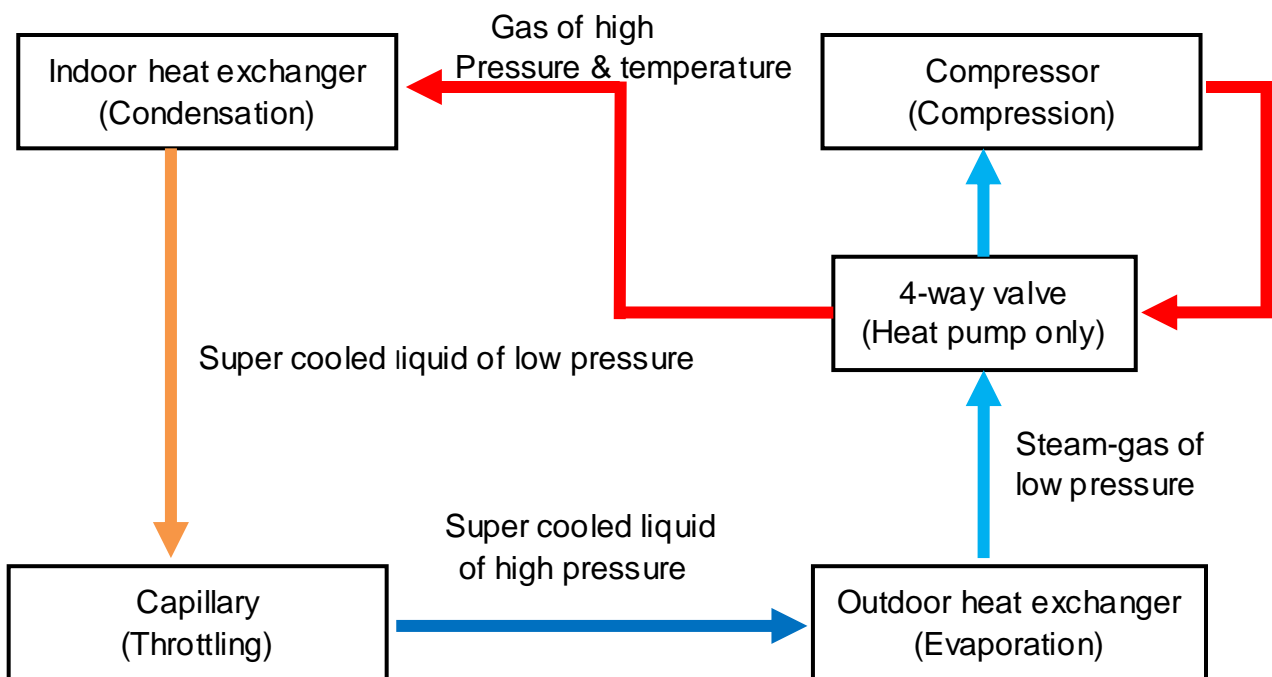 Gas of high
Pressure & temperature
Indoor heat exchanger
(Condensation)
Compressor
(Compression)
4-way valve
(Heat pump only)
Super cooled liquid of low pressure
Steam-gas of
low pressure
Super cooled liquid
of high pressure
Capillary
(Throttling)
Outdoor heat exchanger
(Evaporation)